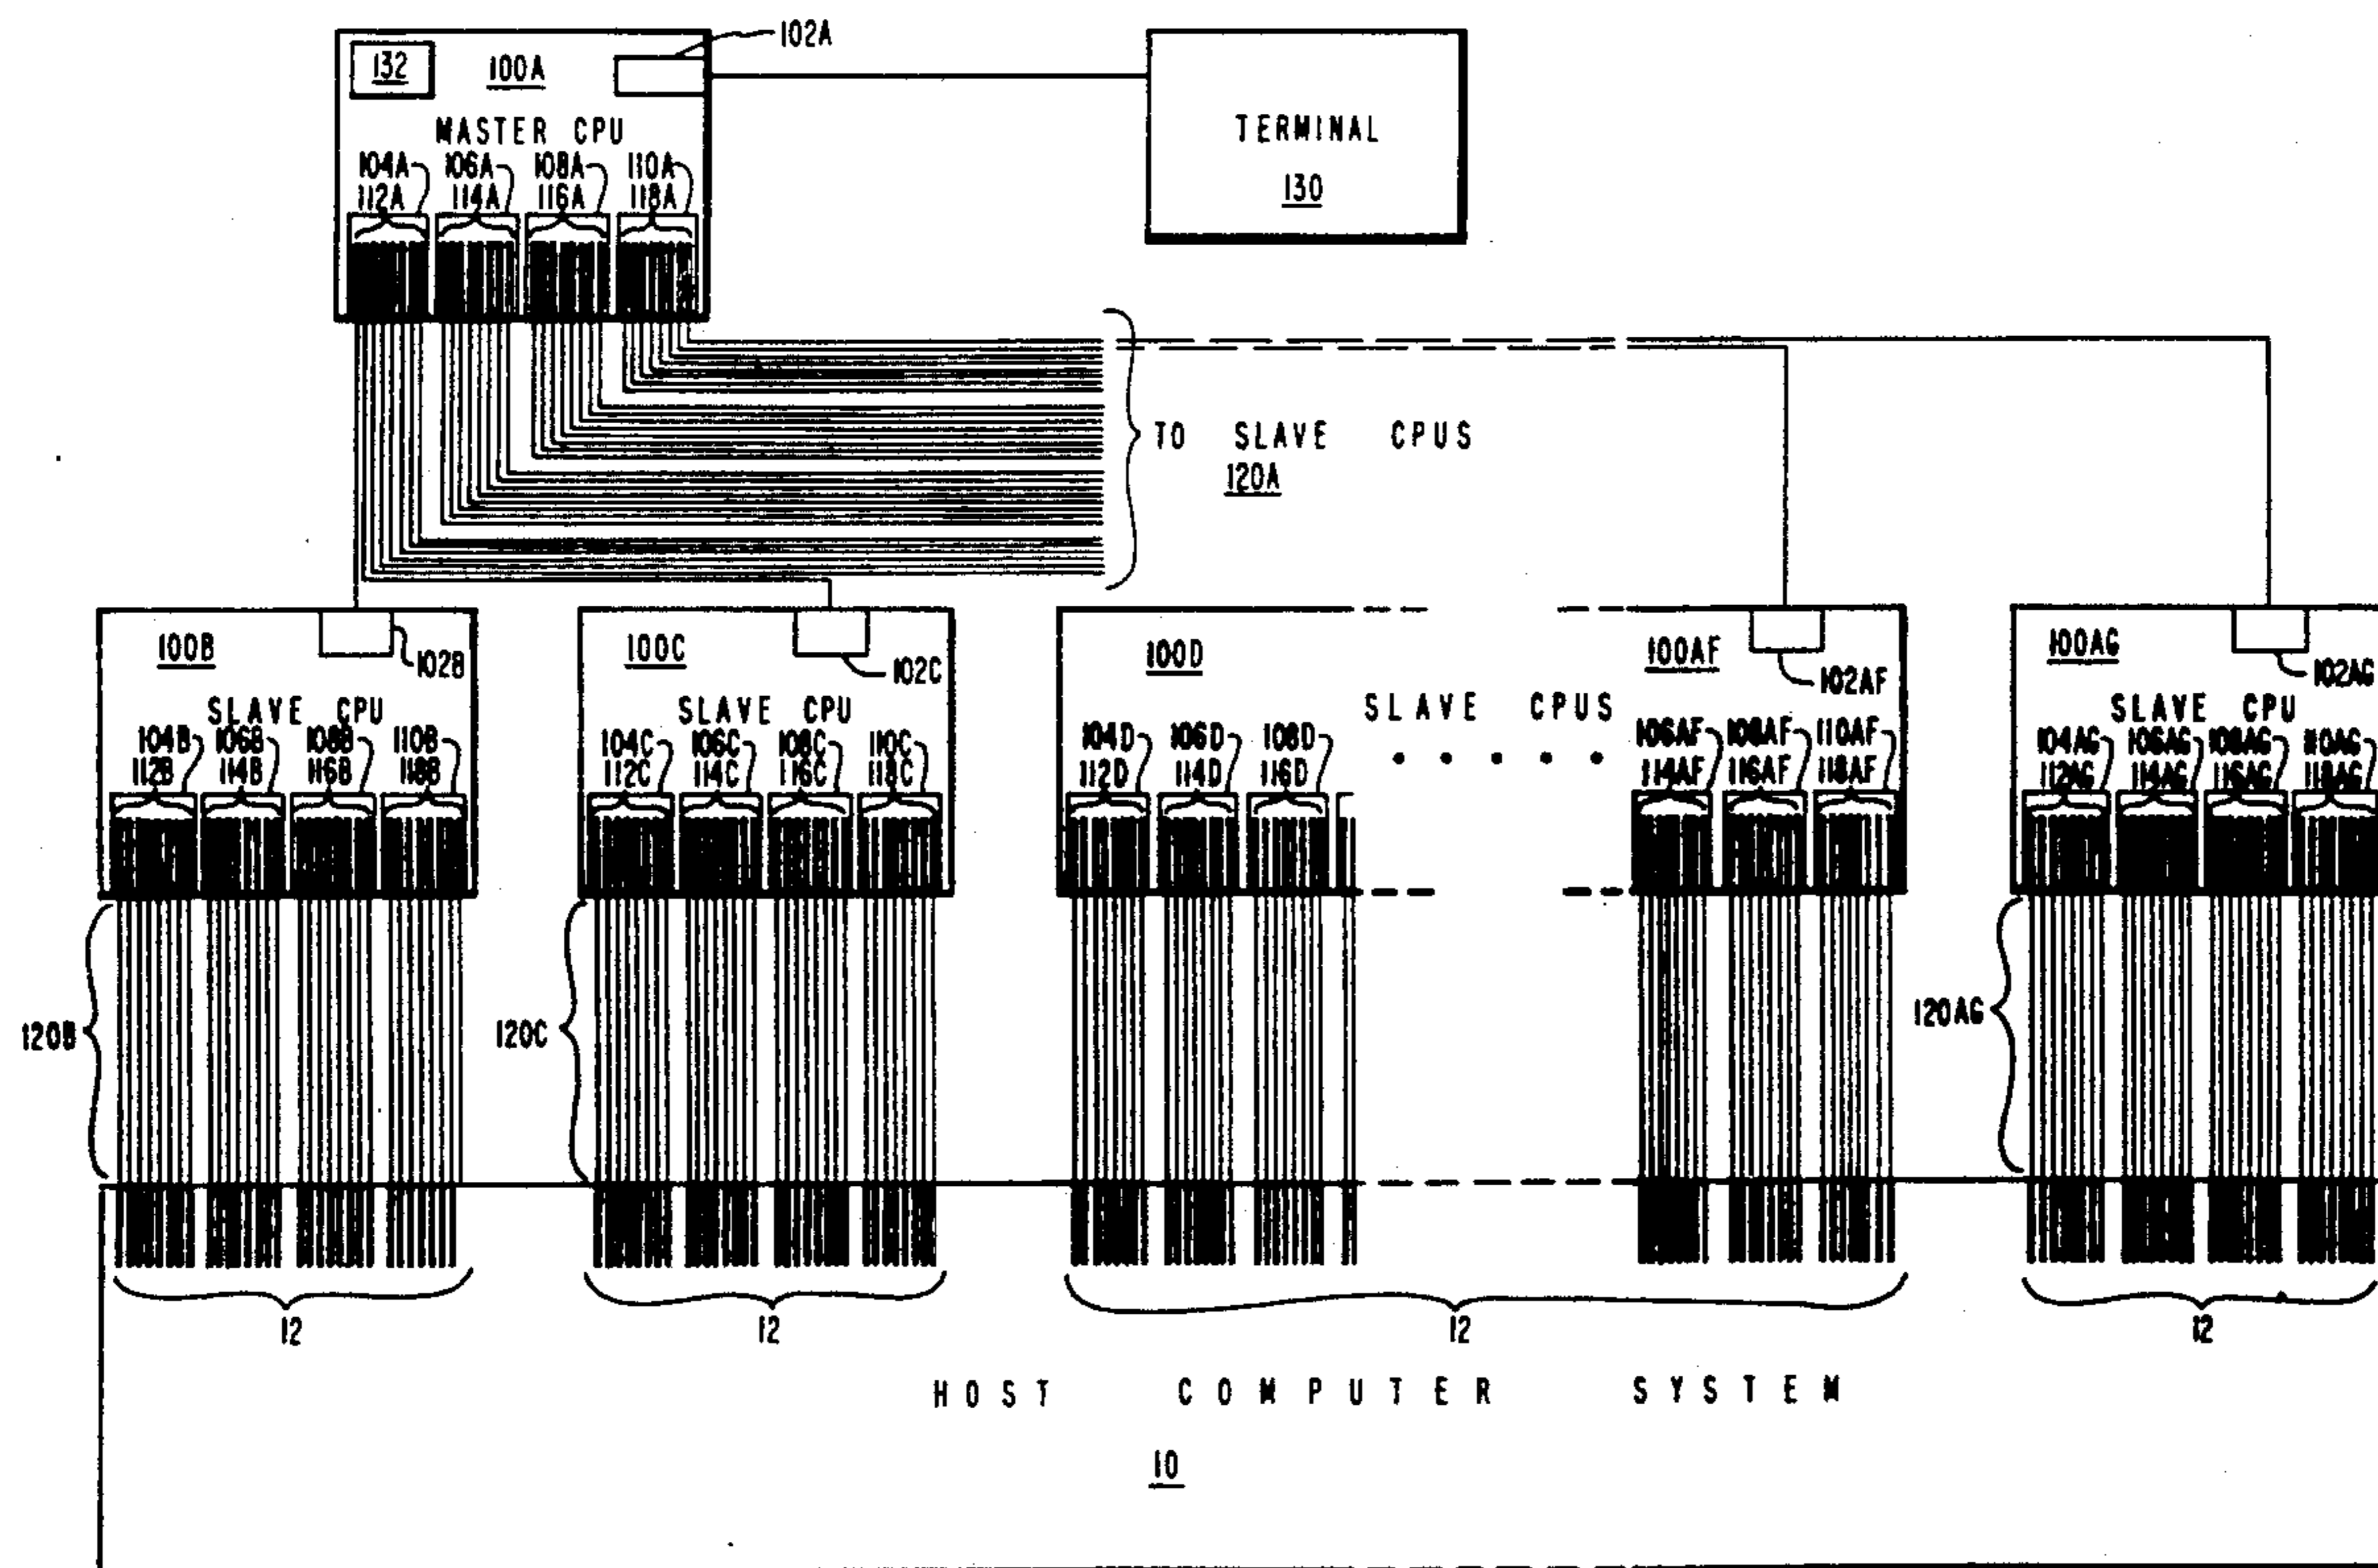 102A
132
100A
MASTER CPU
104A 106A 108A 110A
112A 114A 116A 118A
TERMINAL
130
TO SLAVE CPUS
120A
100B
102B
SLAVE CPU
104B 106B 108B 110B
112B 114B 116B 118B
100C
102C
SLAVE CPU
104C 106C 108C 110C
112C 114C 116C 118C
100D
104D 106D 108D
112D 114D 116D
SLAVE CPUS
100AF
102AF
106AF 108AF 110AF
114AF 116AF 118AF
100AG
102AG
SLAVE CPU
104AG 106AG 108AG 110AG
112AG 114AG 116AG 118AG
120B
120C
120AG
12
12
12
12
HOST COMPUTER SYSTEM
10